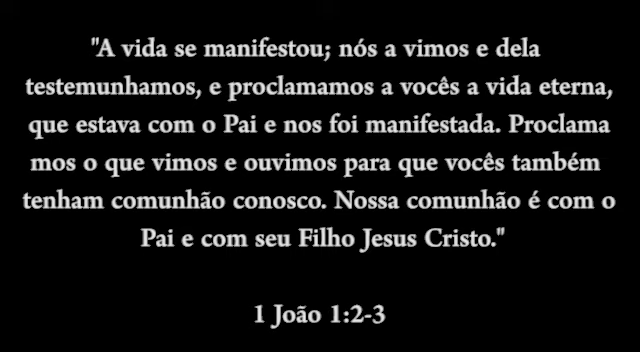 "A vida se manifestou; nós a vimos e dela
testemunhamos, e proclamamos a vocês a vida eterna,
que estava com o Pai e nos foi manifestada. Proclama
mos o que vimos e ouvimos para que vocês também
tenham comunhão conosco. Nossa comunhão é com o
Pai e com seu Filho Jesus Cristo."
1 João 1:2-3